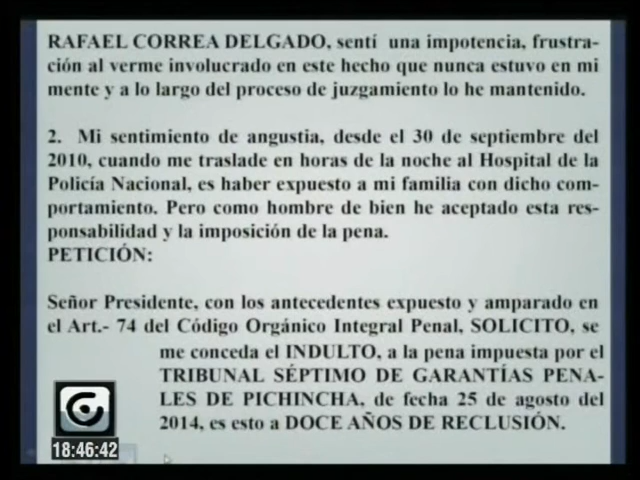 RAFAEL CORREA DELGADO, sentí una impotencia, frustra-
ción al verme involucrado en este hecho que nunca estuvo en mi
mente y a lo largo del proceso de juzgamiento lo he mantenido.
2. Mi sentimiento de angustia, desde el 30 de septiembre del
2010, cuando me traslade en horas de la noche al Hospital de la
Policía Nacional, es haber expuesto a mi familia con dicho com-
portamiento. Pero como hombre de bien he aceptado esta res-
ponsabilidad y la imposición de la pena.
PETICIÓN:
Señor Presidente, con los antecedentes expuesto y amparado en
el Art.- 74 del Código Orgánico Integral Penal, SOLICITO, se
me conceda el INDULTO, a la pena impuesta por el
TRIBUNAL SÉPTIMO DE GARANTÍAS PENA-
LES DE PICHINCHA, de fecha 25 de agosto del
2014, es esto a DOCE AÑOS DE RECLUSIÓN.
18:46:42